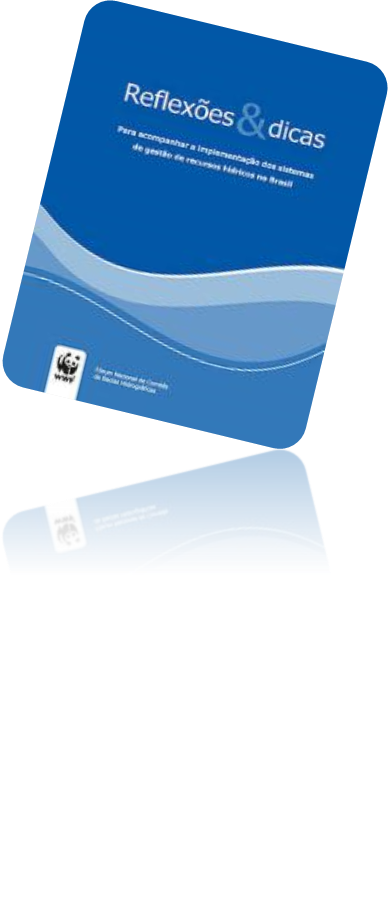 Reflexões & dicas
Para acompanhar a implementação dos sistemas
de gestão de recursos hídricos no Brasil
WWF
Fórum Nacional de Comitês
de Bacias Hidrográficas